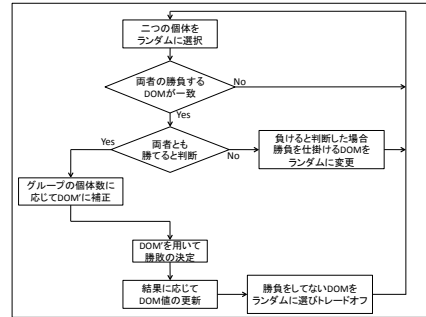 二つの個体を
ランダムに選択
両者の勝負する
DOMが一致
No
Yes
両者とも
勝てると判断
Yes
No
負けると判断した場合
勝負を仕掛けるDOMを
ランダムに変更
グループの個体数に
応じてDOM'に補正
DOM'を用いて
勝敗の決定
結果に応じて
DOM値の更新
勝負をしてないDOMを
ランダムに選びトレードオフ